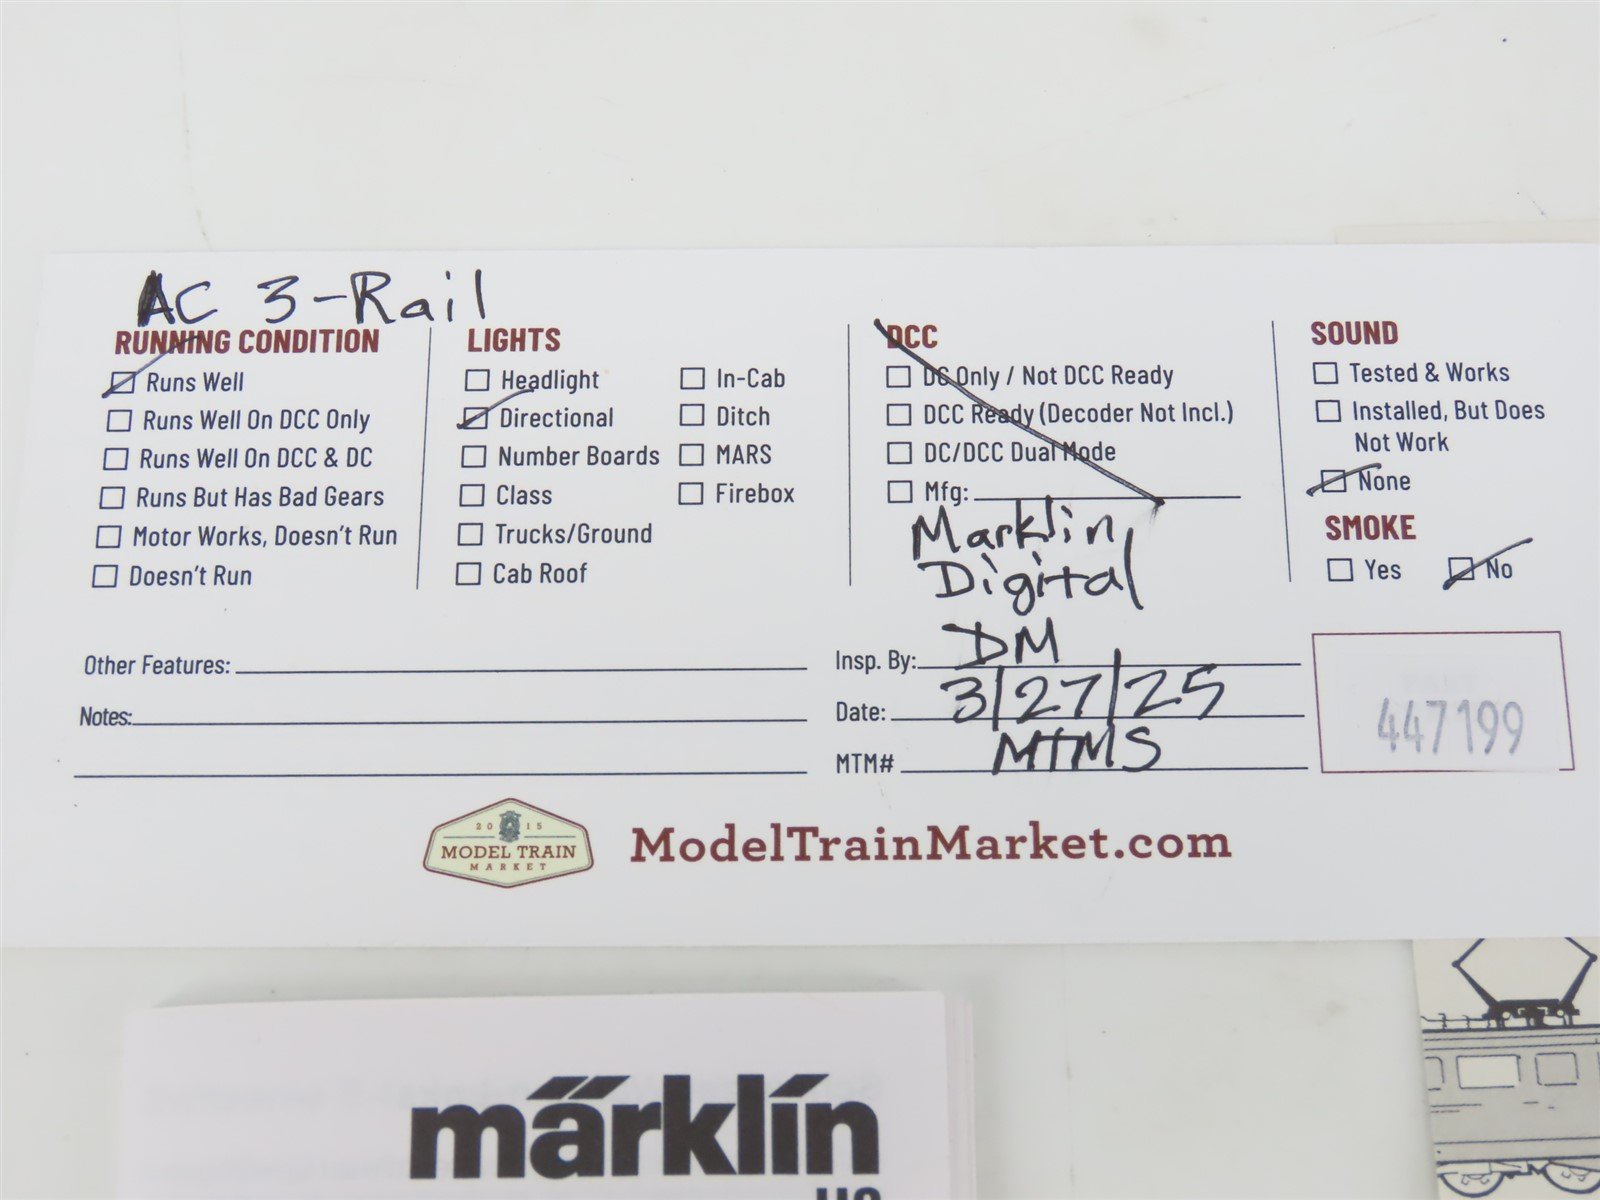 AC 3-Rail
RUNNING CONDITION
Runs Well
Runs Well On DCC Only
Runs Well On DCC & DC
Runs But Has Bad Gears
Motor Works, Doesn't Run
Doesn't Run
LIGHTS
Headlight
Directional
Number Boards
Class
Trucks/Ground
Cab Roof
In-Cab
Ditch
MARS
Firebox
DCC
DC Only / Not DCC Ready
DCC Ready (Decoder Not Incl.)
DC/DCC Dual Mode
Mfg:
Marklin
Digital
SOUND
Tested & Works
Installed, But Does
Not Work
None
SMOKE
Yes No
Other Features:
Notes:
Insp. By: DM
Date: 3/27/25
MTM# MTMS
447199
2015
MODEL TRAIN
MARKET
ModelTrainMarket.com
märklín